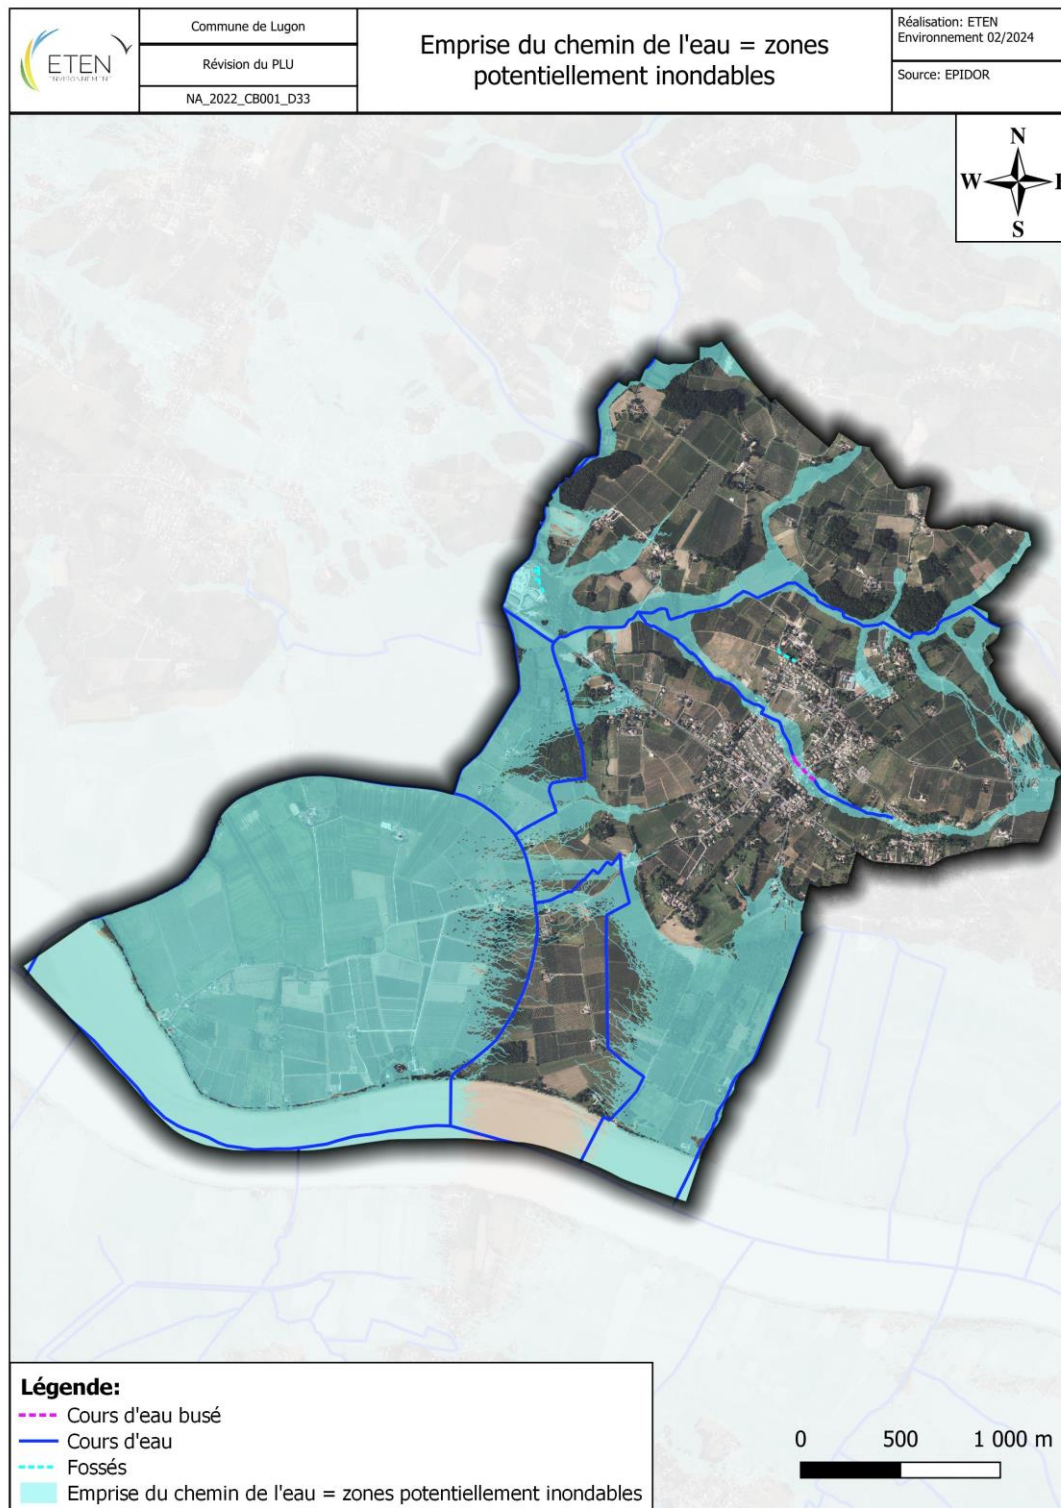 ETEN
ENVIRONNEMENT
Commune de Lugon
Révision du PLU
NA_2022_CB001_D33
Emprise du chemin de l'eau = zones
potentiellement inondables
Réalisation: ETEN
Environnement 02/2024
Source: EPIDOR
N
W
S
Légende:
Cours d'eau busé
Cours d'eau
Fossés
Emprise du chemin de l'eau = zones potentiellement inondables
0 500 1 000 m